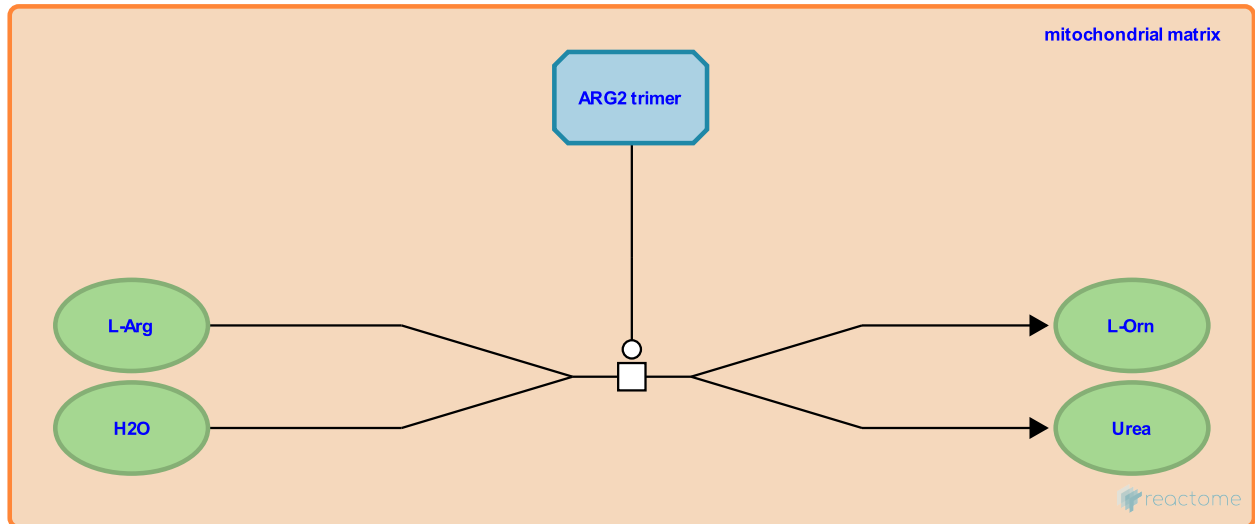 mitochondrial matrix
ARG2 trimer
L-Arg
L-Orn
H2O
Urea
reactome